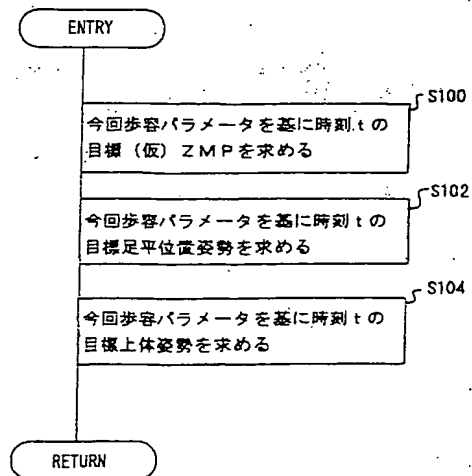 ENTRY
S100
今回歩容パラメータを基に時刻tの
目標(仮)ZMPを求める
S102
今回歩容パラメータを基に時刻tの
目標足平位置姿勢を求める
S104
今回歩容パラメータを基に時刻tの
目標上体姿勢を求める
RETURN